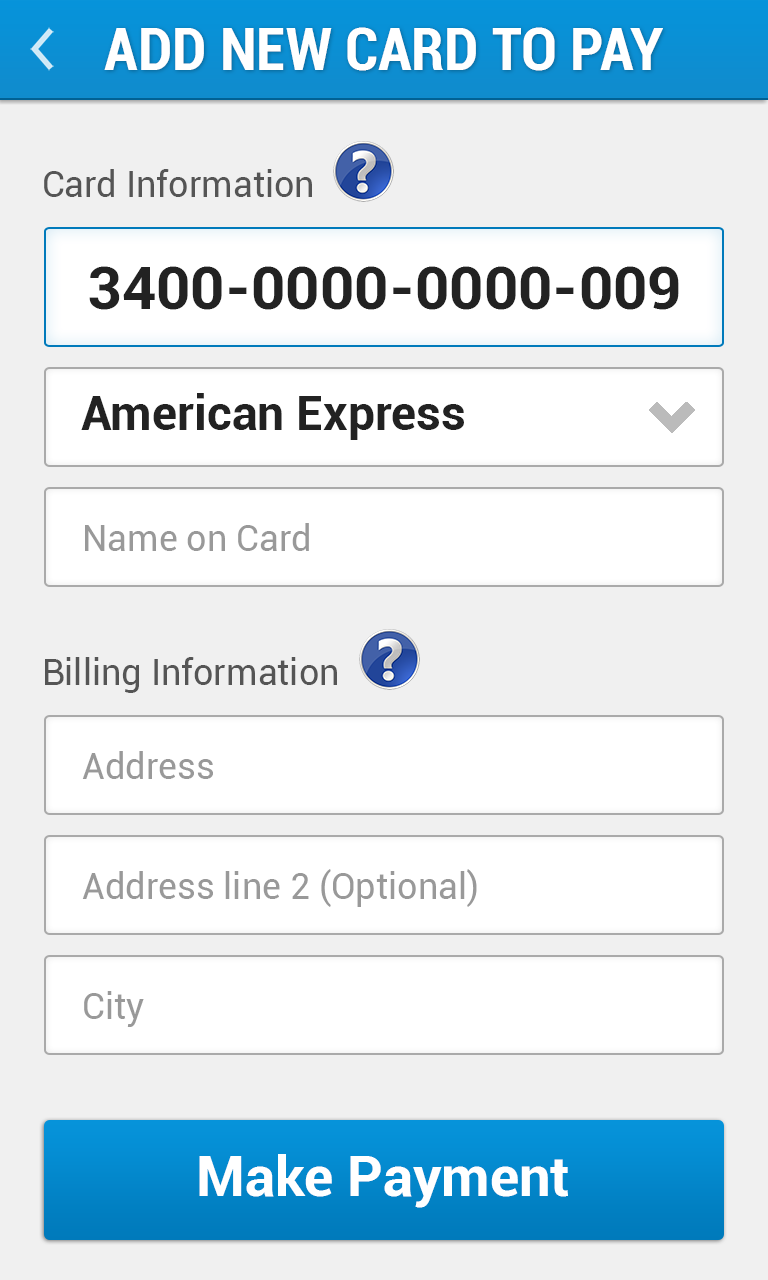 ADD NEW CARD TO PAY
Card Information ?
3400-0000-0000-009
American Express
Name on Card
Billing Information ?
Address
Address line 2 (Optional)
City
Make Payment